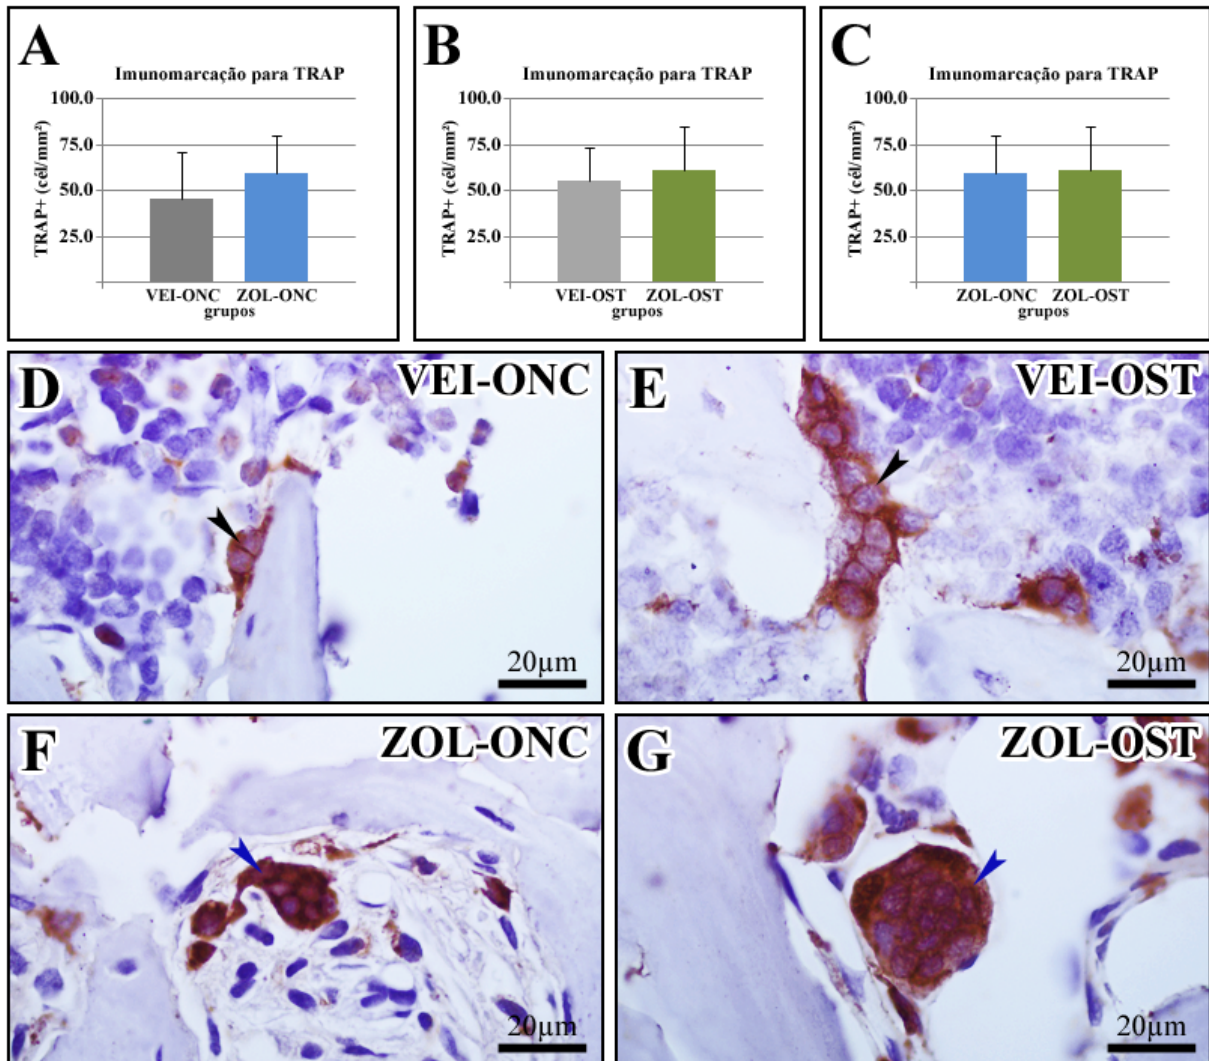 A
Imunomarcação para TRAP
TRAP+ (cél/mm²)
100.0
75.0
50.0
25.0
VEI-ONC ZOL-ONC
grupos
B
Imunomarcação para TRAP
TRAP+ (cél/mm²)
100.0
75.0
50.0
25.0
VEI-OST ZOL-OST
grupos
C
Imunomarcação para TRAP
TRAP+ (cél/mm²)
100.0
75.0
50.0
25.0
ZOL-ONC ZOL-OST
grupos
D VEI-ONC
20µm
E VEI-OST
20µm
F ZOL-ONC
20µm
G ZOL-OST
20µm